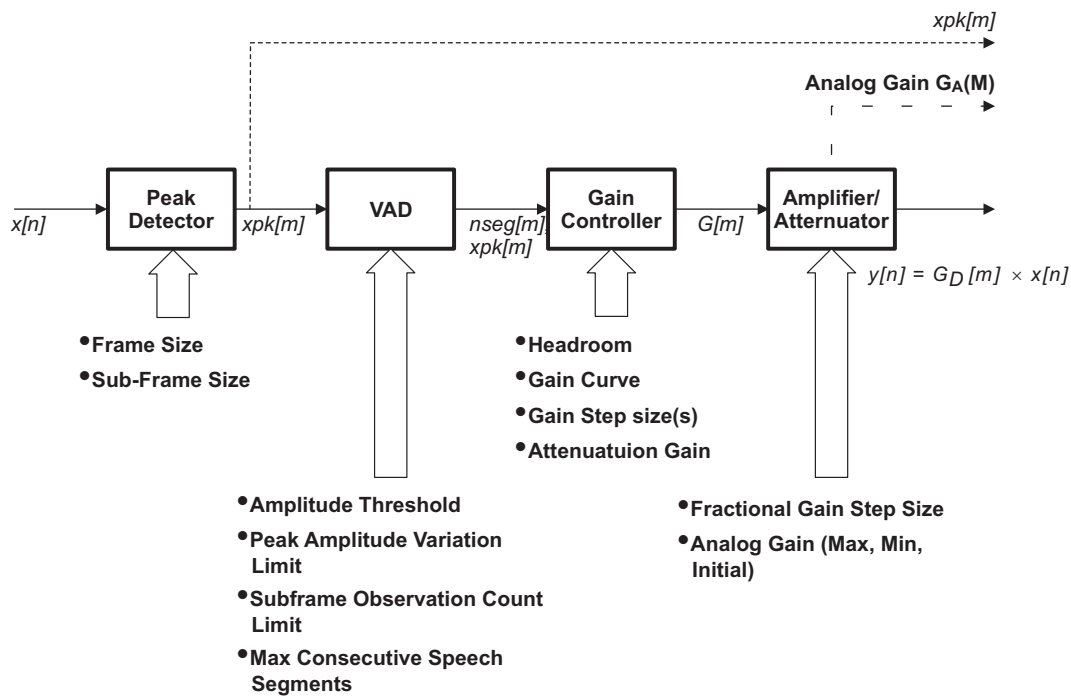 xpk[m]
Analog Gain GA(M)
Peak
Detector
VAD
Gain
Controller
Amplifier/
Atternuator
x[n]
xpk[m]
nseg[m],
xpk[m]
G[m]
y[n] = GD [m] × x[n]
•Frame Size
•Sub-Frame Size
•Headroom
•Gain Curve
•Gain Step size(s)
•Attenuatuion Gain
•Amplitude Threshold
•Peak Amplitude Variation
Limit
•Subframe Observation Count
Limit
•Max Consecutive Speech
Segments
•Fractional Gain Step Size
•Analog Gain (Max, Min,
Initial)